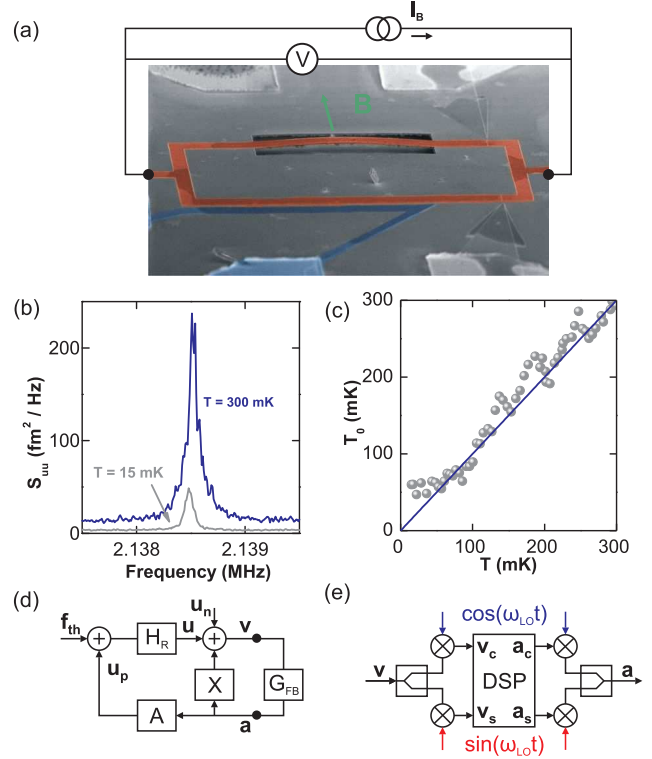 (a)
I_B
V
B
(b)
200
100
0
S_uu (fm² / Hz)
T = 300 mK
T = 15 mK
2.138
2.139
Frequency (MHz)
(c)
300
200
100
0
T_0 (mK)
0
100
200
300
T (mK)
(d)
f_th
+
H_R
u
u_n
+
v
u_p
X
G_FB
A
a
(e)
cos(ω_LO t)
v
v_c
a_c
DSP
a
v_s
a_s
sin(ω_LO t)